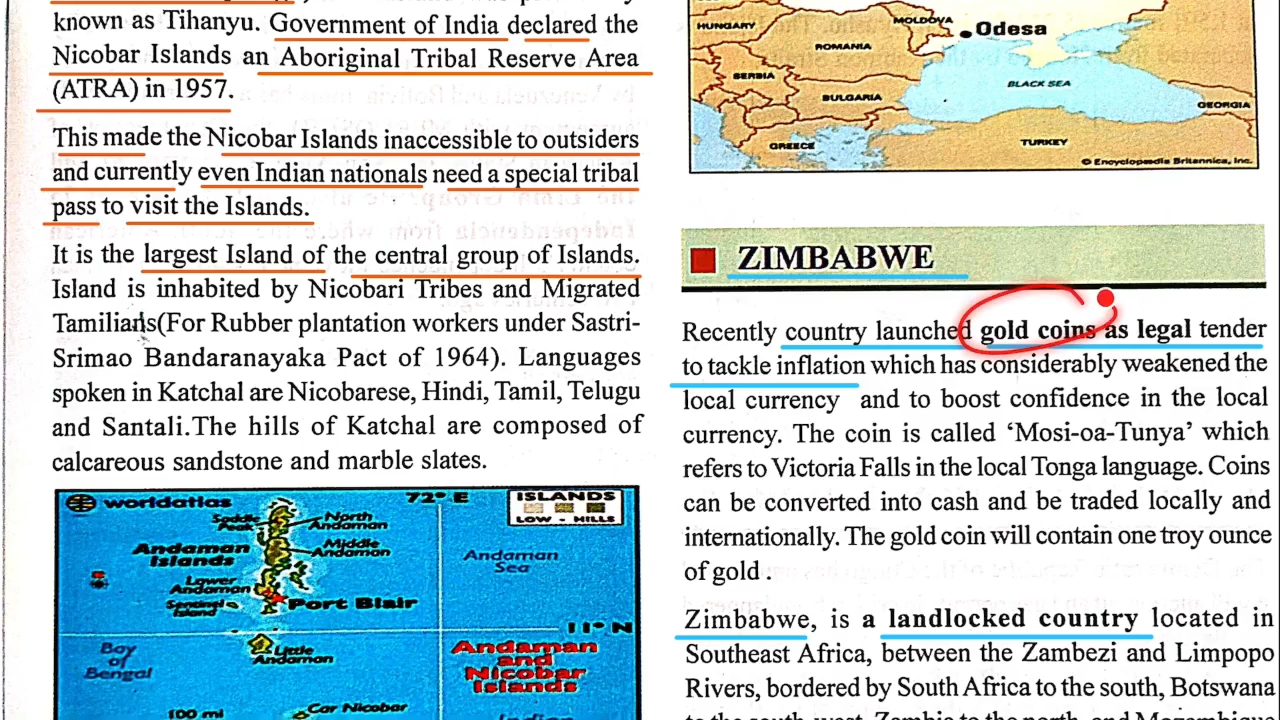 known as Tihanyu. Government of India declared the
Nicobar Islands an Aboriginal Tribal Reserve Area
(ATRA) in 1957.
This made the Nicobar Islands inaccessible to outsiders
and currently even Indian nationals need a special tribal
pass to visit the Islands.
It is the largest Island of the central group of Islands.
Island is inhabited by Nicobari Tribes and Migrated
Tamilians(For Rubber plantation workers under Sastri-
Srimao Bandaranayaka Pact of 1964). Languages
spoken in Katchal are Nicobarese, Hindi, Tamil, Telugu
and Santali.The hills of Katchal are composed of
calcareous sandstone and marble slates.
worldatlas
72° E
ISLANDS
LOW - HILLS
Saddle
Peak
North
Andaman
Andaman
Islands
Middle
Andaman
Andaman
Sea
Lower
Andaman
Sentinel
Island
Port Blair
11° N
Bay
of
Bengal
Little
Andaman
Andaman
and
Nicobar
Islands
100 mi
Car Nicobar
Indian
HUNGARY
MOLDOVA
Odesa
ROMANIA
SERBIA
BLACK SEA
BULGARIA
GEORGIA
GREECE
TURKEY
© Encyclopædia Britannica, Inc.
ZIMBABWE
Recently country launched gold coins as legal tender
to tackle inflation which has considerably weakened the
local currency and to boost confidence in the local
currency. The coin is called ‘Mosi-oa-Tunya’ which
refers to Victoria Falls in the local Tonga language. Coins
can be converted into cash and be traded locally and
internationally. The gold coin will contain one troy ounce
of gold .
Zimbabwe, is a landlocked country located in
Southeast Africa, between the Zambezi and Limpopo
Rivers, bordered by South Africa to the south, Botswana
to the south-west, Zambia to the north, and Mozambique